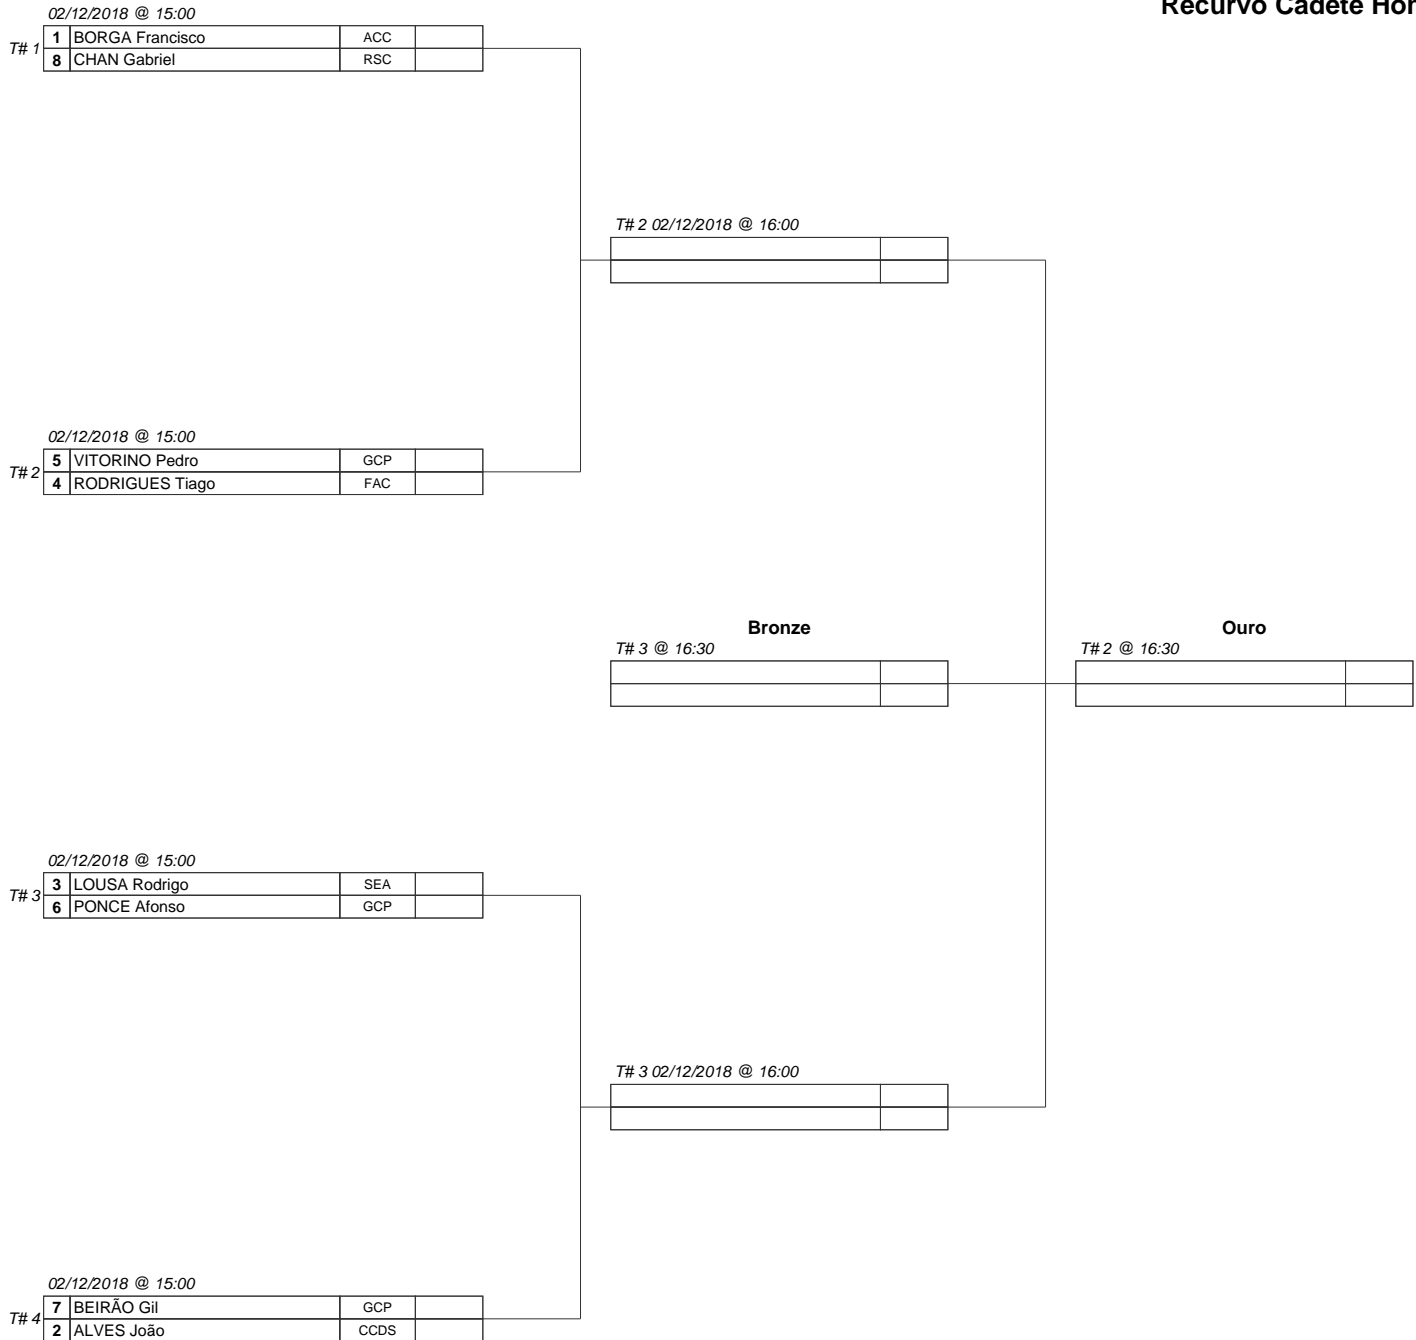 Recurvo Cadete Hor
02/12/2018 @ 15:00
T# 1
1 BORGA Francisco ACC
8 CHAN Gabriel RSC
T# 2 02/12/2018 @ 16:00
02/12/2018 @ 15:00
T# 2
5 VITORINO Pedro GCP
4 RODRIGUES Tiago FAC
Bronze
T# 3 @ 16:30
Ouro
T# 2 @ 16:30
02/12/2018 @ 15:00
T# 3
3 LOUSA Rodrigo SEA
6 PONCE Afonso GCP
T# 3 02/12/2018 @ 16:00
02/12/2018 @ 15:00
T# 4
7 BEIRÃO Gil GCP
2 ALVES João CCDS